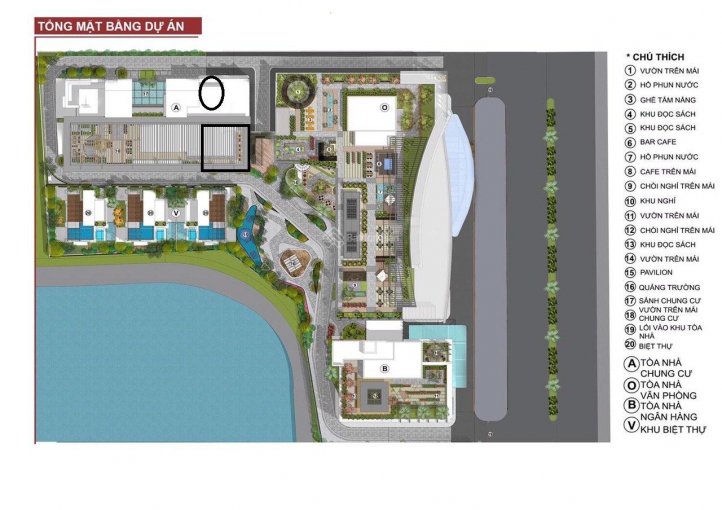 TỔNG MẶT BẰNG DỰ ÁN
* CHÚ THÍCH
1 VƯỜN TRÊN MÁI
2 HỒ PHUN NƯỚC
3 GHẾ TẮM NẮNG
4 KHU ĐỌC SÁCH
5 KHU ĐỌC SÁCH
6 BAR CAFE
7 HỒ PHUN NƯỚC
8 CAFE TRÊN MÁI
9 CHÒI NGHỈ TRÊN MÁI
10 KHU NGHỈ
11 VƯỜN TRÊN MÁI
12 CHÒI NGHỈ TRÊN MÁI
13 KHU ĐỌC SÁCH
14 VƯỜN TRÊN MÁI
15 PAVILION
16 QUẢNG TRƯỜNG
17 SẢNH CHUNG CƯ
18 VƯỜN TRÊN MÁI
CHUNG CƯ
19 LỐI VÀO KHU TÒA
NHÀ
20 BIỆT THỰ
A TÒA NHÀ
CHUNG CƯ
O TÒA NHÀ
VĂN PHÒNG
B TÒA NHÀ
NGÂN HÀNG
V KHU BIỆT THỰ
A
O
V
B